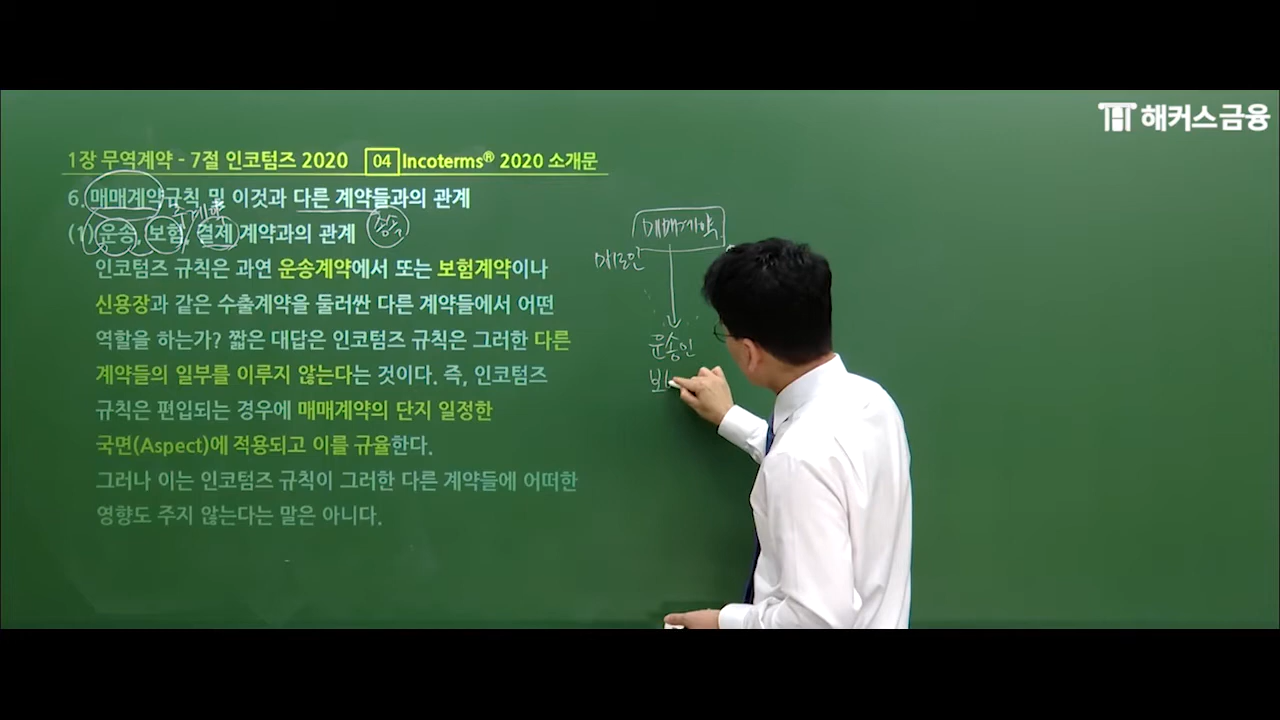 해커스금융
1장 무역계약 - 7절 인코텀즈 2020 04 Incoterms® 2020 소개문
6. 매매계약규칙 및 이것과 다른 계약들과의 관계
주계약
(1) 운송, 보험, 결제 계약과의 관계 종속
인코텀즈 규칙은 과연 운송계약에서 또는 보험계약이나
신용장과 같은 수출계약을 둘러싼 다른 계약들에서 어떤
역할을 하는가? 짧은 대답은 인코텀즈 규칙은 그러한 다른
계약들의 일부를 이루지 않는다는 것이다. 즉, 인코텀즈
규칙은 편입되는 경우에 매매계약의 단지 일정한
국면(Aspect)에 적용되고 이를 규율한다.
그러나 이는 인코텀즈 규칙이 그러한 다른 계약들에 어떠한
영향도 주지 않는다는 말은 아니다.
매매계약
매도인
운송인
보